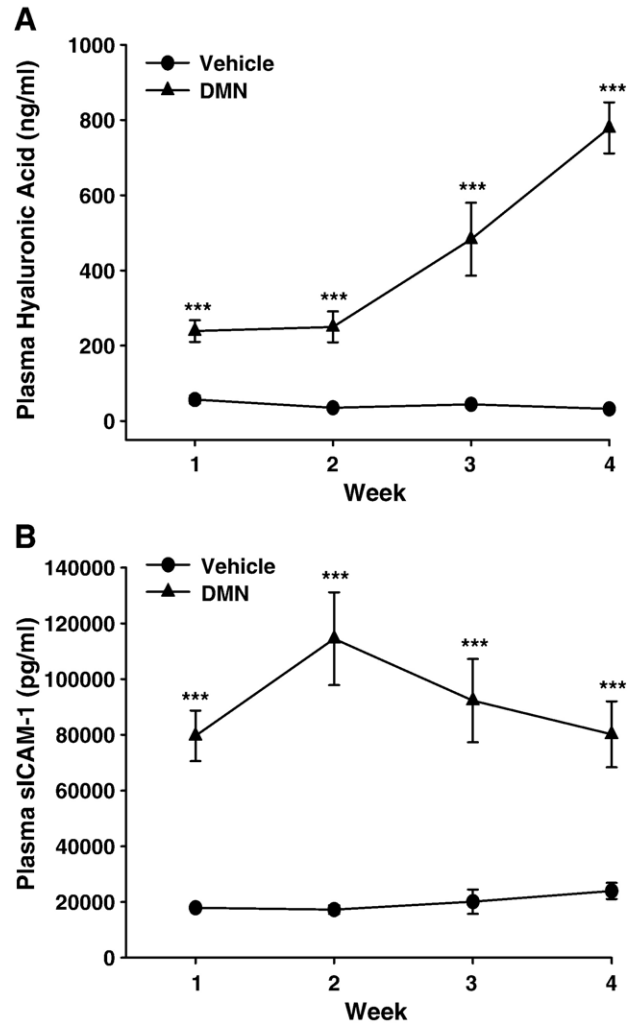 A
Plasma Hyaluronic Acid (ng/ml)
1000
800
600
400
200
0
Vehicle
DMN
***
***
***
***
1 2 3 4
Week
B
Plasma sICAM-1 (pg/ml)
140000
120000
100000
80000
60000
40000
20000
0
Vehicle
DMN
***
***
***
***
1 2 3 4
Week